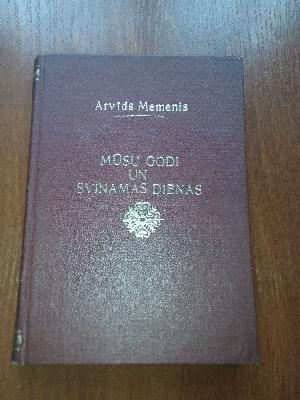 Arvīds Memenis
MŪSU GODI
UN
SVINAMAS DIENAS